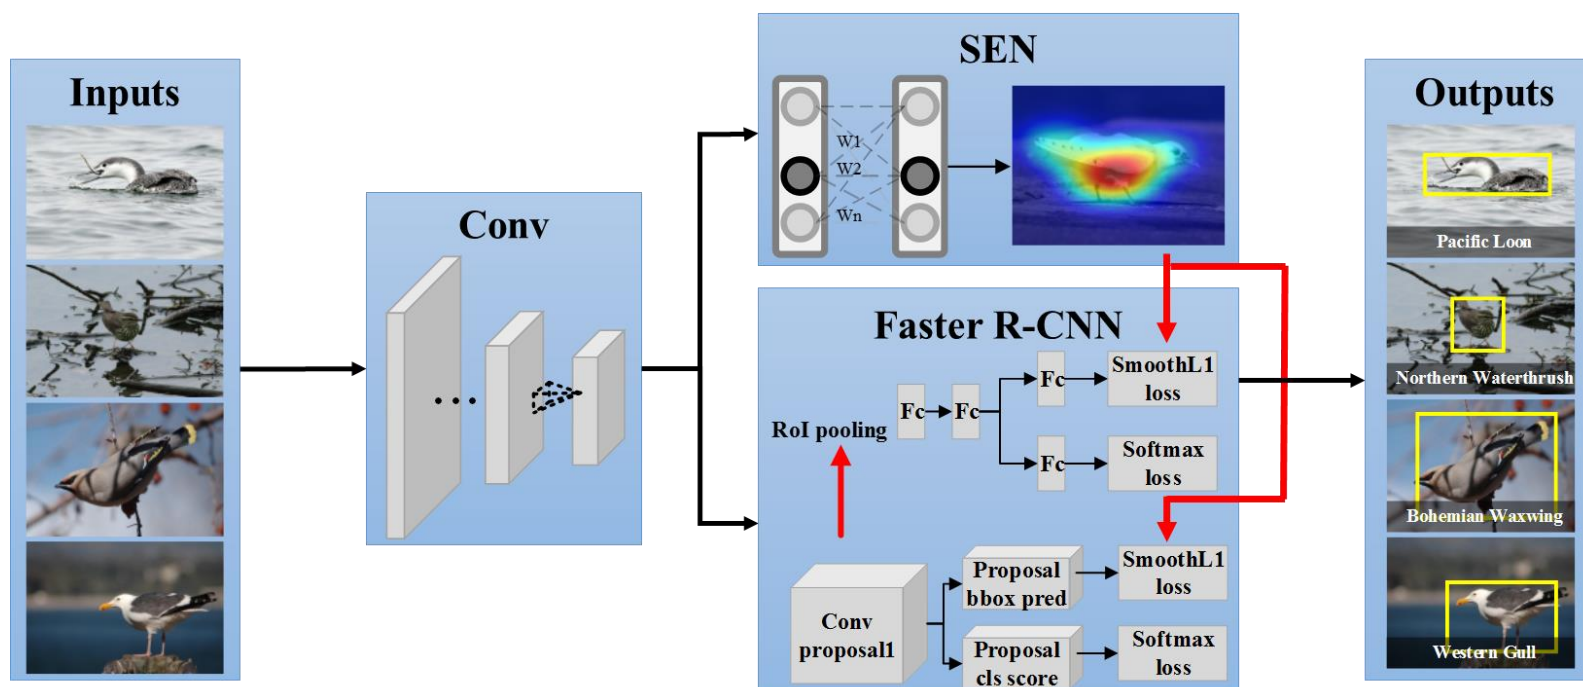 Inputs
Conv
SEN
W1
W2
Wn
Faster R-CNN
RoI pooling
Fc
Fc
Fc
SmoothL1
loss
Fc
Softmax
loss
Conv
proposal1
Proposal
bbox pred
SmoothL1
loss
Proposal
cls score
Softmax
loss
Outputs
Pacific Loon
Northern Waterthrush
Bohemian Waxwing
Western Gull